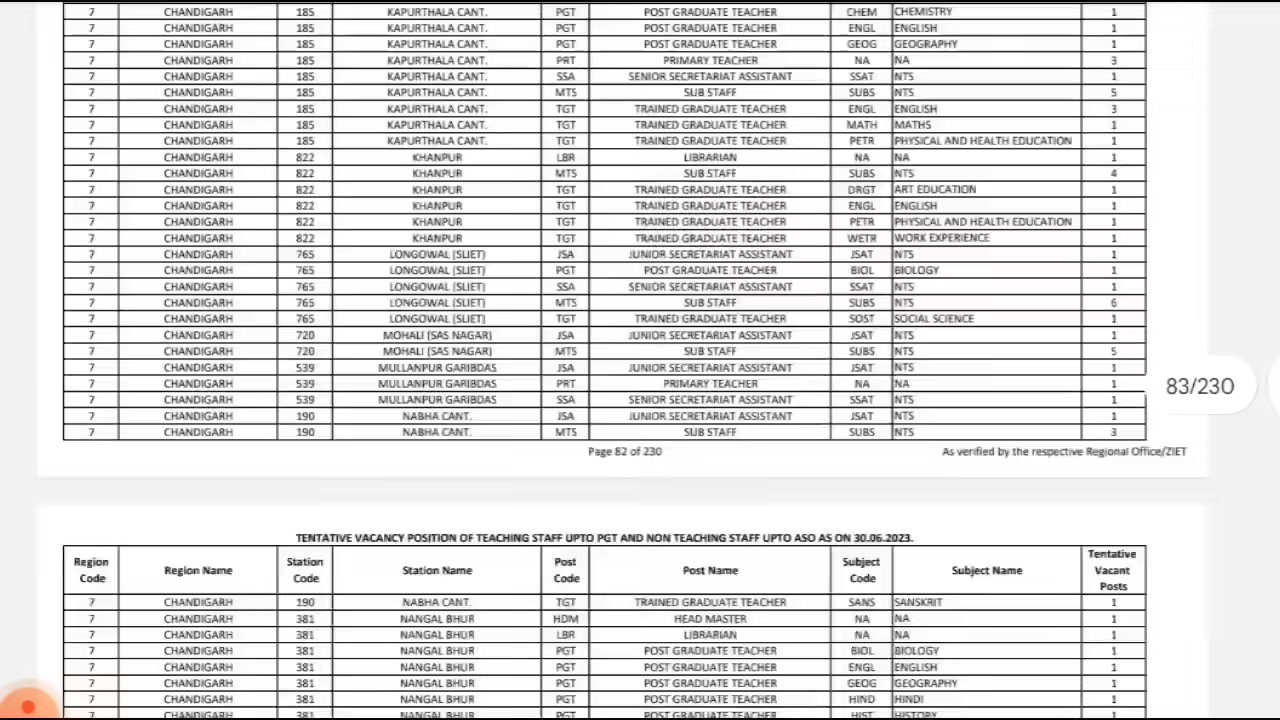 7 CHANDIGARH 185 KAPURTHALA CANT. PGT POST GRADUATE TEACHER CHEM CHEMISTRY 1
7 CHANDIGARH 185 KAPURTHALA CANT. PGT POST GRADUATE TEACHER ENGL ENGLISH 1
7 CHANDIGARH 185 KAPURTHALA CANT. PGT POST GRADUATE TEACHER GEOG GEOGRAPHY 1
7 CHANDIGARH 185 KAPURTHALA CANT. PRT PRIMARY TEACHER NA NA 3
7 CHANDIGARH 185 KAPURTHALA CANT. SSA SENIOR SECRETARIAT ASSISTANT SSAT NTS 1
7 CHANDIGARH 185 KAPURTHALA CANT. MTS SUB STAFF SUBS NTS 5
7 CHANDIGARH 185 KAPURTHALA CANT. TGT TRAINED GRADUATE TEACHER ENGL ENGLISH 3
7 CHANDIGARH 185 KAPURTHALA CANT. TGT TRAINED GRADUATE TEACHER MATH MATHS 1
7 CHANDIGARH 185 KAPURTHALA CANT. TGT TRAINED GRADUATE TEACHER PETR PHYSICAL AND HEALTH EDUCATION 1
7 CHANDIGARH 822 KHANPUR LBR LIBRARIAN NA NA 1
7 CHANDIGARH 822 KHANPUR MTS SUB STAFF SUBS NTS 4
7 CHANDIGARH 822 KHANPUR TGT TRAINED GRADUATE TEACHER DRGT ART EDUCATION 1
7 CHANDIGARH 822 KHANPUR TGT TRAINED GRADUATE TEACHER ENGL ENGLISH 1
7 CHANDIGARH 822 KHANPUR TGT TRAINED GRADUATE TEACHER PETR PHYSICAL AND HEALTH EDUCATION 1
7 CHANDIGARH 822 KHANPUR TGT TRAINED GRADUATE TEACHER WETR WORK EXPERIENCE 1
7 CHANDIGARH 765 LONGOWAL (SLIET) JSA JUNIOR SECRETARIAT ASSISTANT JSAT NTS 1
7 CHANDIGARH 765 LONGOWAL (SLIET) PGT POST GRADUATE TEACHER BIOL BIOLOGY 1
7 CHANDIGARH 765 LONGOWAL (SLIET) SSA SENIOR SECRETARIAT ASSISTANT SSAT NTS 1
7 CHANDIGARH 765 LONGOWAL (SLIET) MTS SUB STAFF SUBS NTS 6
7 CHANDIGARH 765 LONGOWAL (SLIET) TGT TRAINED GRADUATE TEACHER SOST SOCIAL SCIENCE 1
7 CHANDIGARH 720 MOHALI (SAS NAGAR) JSA JUNIOR SECRETARIAT ASSISTANT JSAT NTS 1
7 CHANDIGARH 720 MOHALI (SAS NAGAR) MTS SUB STAFF SUBS NTS 5
7 CHANDIGARH 539 MULLANPUR GARIBDAS JSA JUNIOR SECRETARIAT ASSISTANT JSAT NTS 1
7 CHANDIGARH 539 MULLANPUR GARIBDAS PRT PRIMARY TEACHER NA NA 1
7 CHANDIGARH 539 MULLANPUR GARIBDAS SSA SENIOR SECRETARIAT ASSISTANT SSAT NTS 1
7 CHANDIGARH 190 NABHA CANT. JSA JUNIOR SECRETARIAT ASSISTANT JSAT NTS 1
7 CHANDIGARH 190 NABHA CANT. MTS SUB STAFF SUBS NTS 3
83/230
Page 82 of 230 As verified by the respective Regional Office/ZIET
TENTATIVE VACANCY POSITION OF TEACHING STAFF UPTO PGT AND NON TEACHING STAFF UPTO ASO AS ON 30.06.2023.
Region Code Region Name Station Code Station Name Post Code Post Name Subject Code Subject Name Tentative Vacant Posts
7 CHANDIGARH 190 NABHA CANT. TGT TRAINED GRADUATE TEACHER SANS SANSKRIT 1
7 CHANDIGARH 381 NANGAL BHUR HDM HEAD MASTER NA NA 1
7 CHANDIGARH 381 NANGAL BHUR LBR LIBRARIAN NA NA 1
7 CHANDIGARH 381 NANGAL BHUR PGT POST GRADUATE TEACHER BIOL BIOLOGY 1
7 CHANDIGARH 381 NANGAL BHUR PGT POST GRADUATE TEACHER ENGL ENGLISH 1
7 CHANDIGARH 381 NANGAL BHUR PGT POST GRADUATE TEACHER GEOG GEOGRAPHY 1
7 CHANDIGARH 381 NANGAL BHUR PGT POST GRADUATE TEACHER HIND HINDI 1
7 CHANDIGARH 381 NANGAL BHUR PGT POST GRADUATE TEACHER HIST HISTORY 1